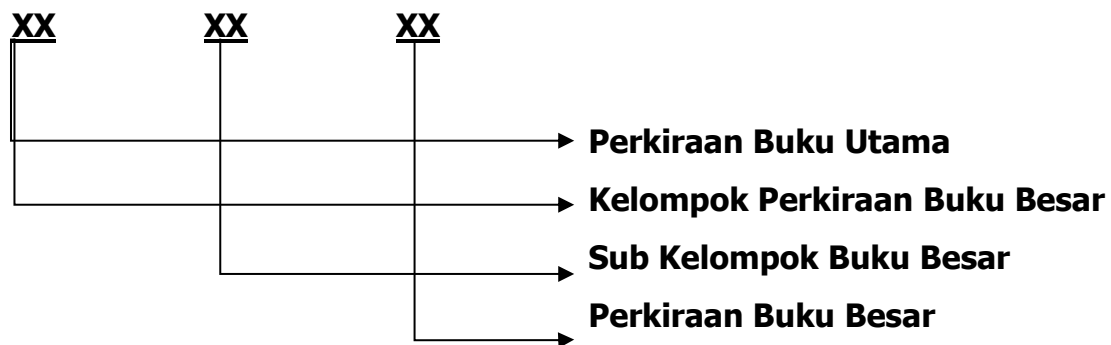 XX XX XX
Perkiraan Buku Utama
Kelompok Perkiraan Buku Besar
Sub Kelompok Buku Besar
Perkiraan Buku Besar